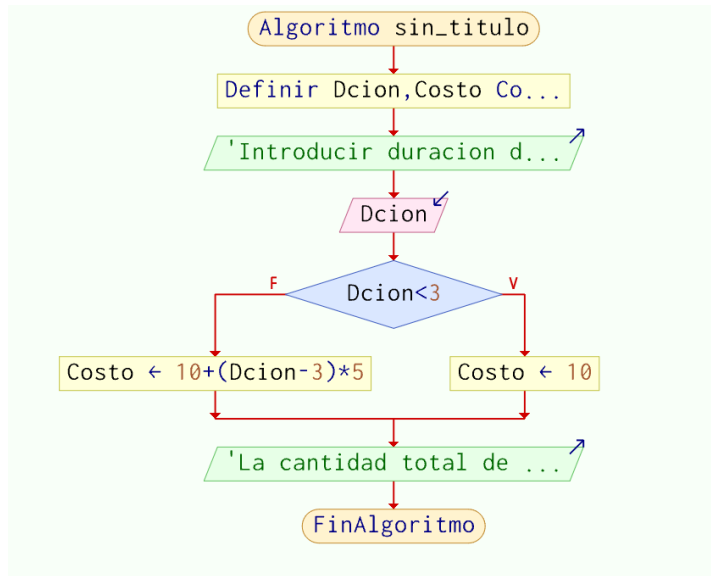 Algoritmo sin_titulo
Definir Dcion,Costo Co...
'Introducir duracion d...
Dcion
Dcion<3
F
V
Costo ← 10+(Dcion-3)*5
Costo ← 10
'La cantidad total de ...
FinAlgoritmo